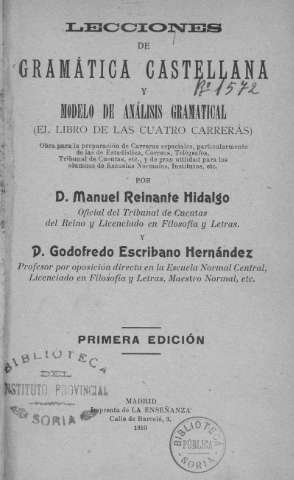 LECCIONES
DE
GRAMÁTICA CASTELLANA
Y
MODELO DE ANÁLISIS GRAMATICAL
(EL LIBRO DE LAS CUATRO CARRERAS)
Obra para la preparación de Carreras especiales, particularmente
de las de Estadística, Correos, Telégrafos,
Tribunal de Cuentas, etc., y de gran utilidad para los
alumnos de Escuelas Normales, Institutos, etc.
POR
D. Manuel Reinante Hidalgo
Oficial del Tribunal de Cuentas
del Reino y Licenciado en Filosofía y Letras.
Y
D. Godofredo Escribano Hernández
Profesor por oposición directa en la Escuela Normal Central,
Licenciado en Filosofía y Letras, Maestro Normal, etc.
PRIMERA EDICIÓN
BIBLIOTECA
DEL
INSTITUTO PROVINCIAL
SORIA
MADRID
Imprenta de LA ENSEÑANZA
Calle de Barceló, 3.
BIBLIOTECA
PÚBLICA
SORIA